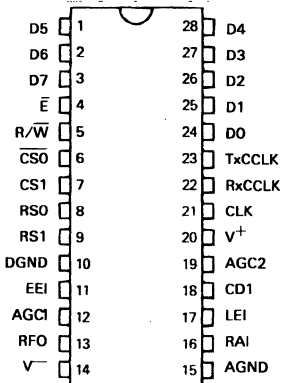 D5 1 28 D4
D6 2 27 D3
D7 3 26 D2
E̅ 4 25 D1
R/W̅ 5 24 D0
C̅S̅0̅ 6 23 TxCCLK
CS1 7 22 RxCCLK
RS0 8 21 CLK
RS1 9 20 V⁺
DGND 10 19 AGC2
EEI 11 18 CD1
AGC1 12 17 LEI
RFO 13 16 RAI
V⁻ 14 15 AGND